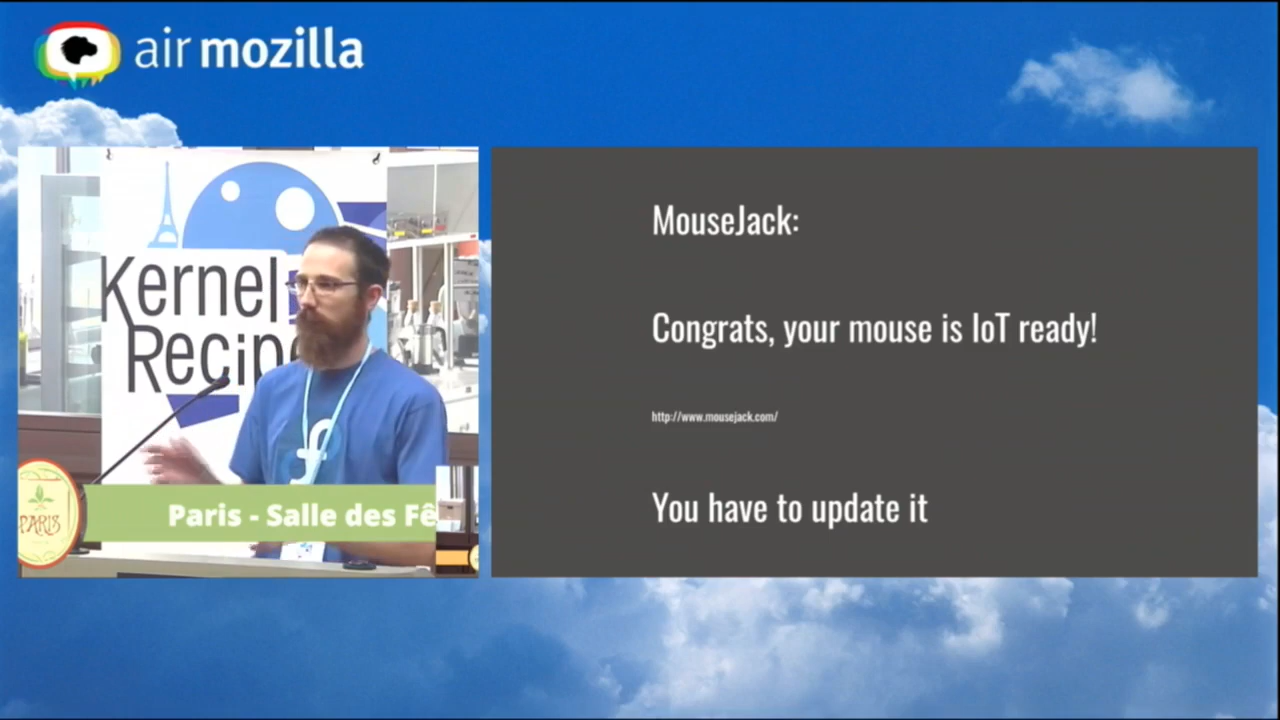 air mozilla
Kernel
Recipe
PARIS
Paris - Salle des Fê
MouseJack:
Congrats, your mouse is IoT ready!
http://www.mousejack.com/
You have to update it